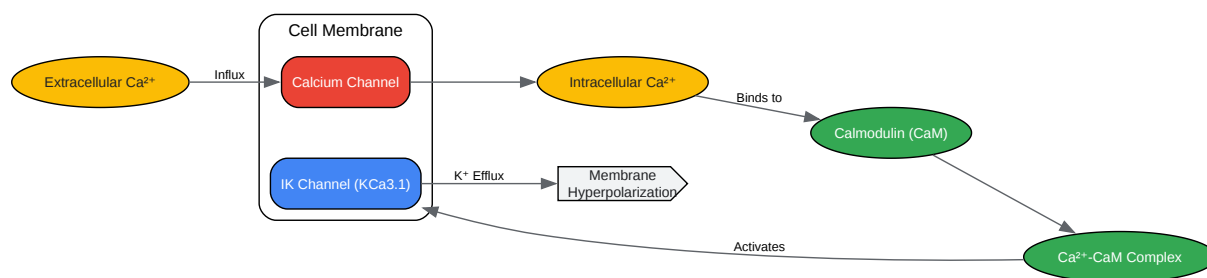 Cell Membrane
Extracellular Ca²⁺
Influx
Calcium Channel
Intracellular Ca²⁺
Binds to
Calmodulin (CaM)
IK Channel (KCa3.1)
K⁺ Efflux
Membrane
Hyperpolarization
Activates
Ca²⁺-CaM Complex